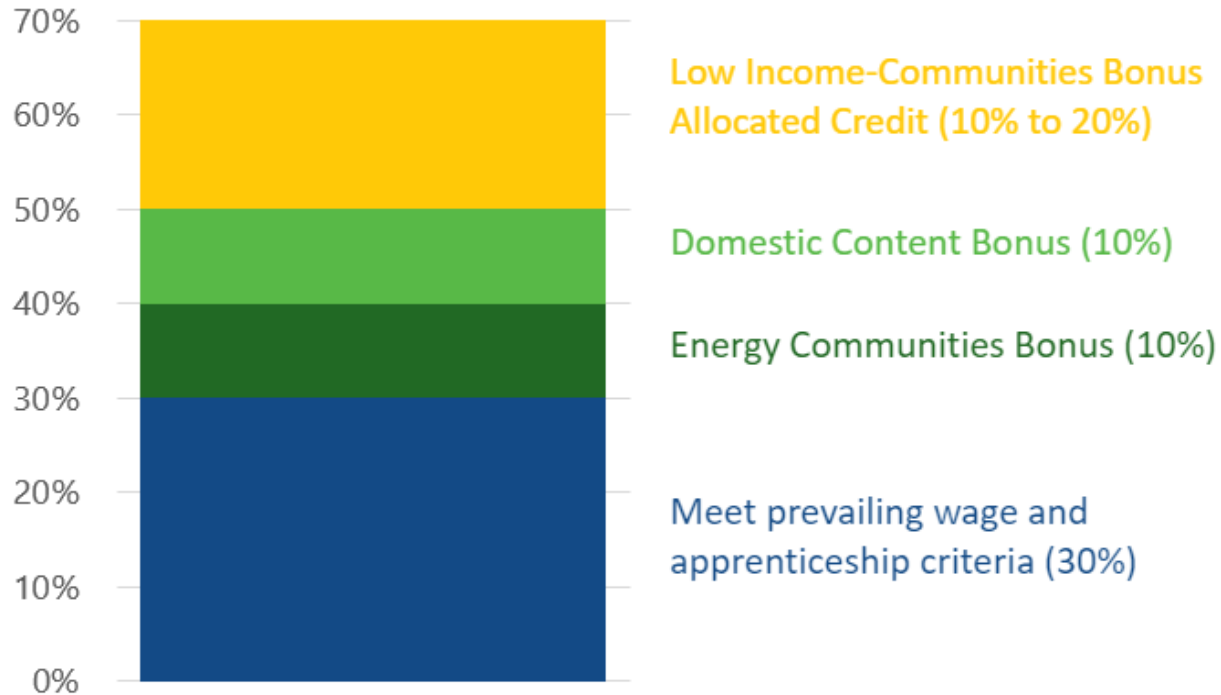 70%
60%
50%
40%
30%
20%
10%
0%
Low Income-Communities Bonus
Allocated Credit (10% to 20%)
Domestic Content Bonus (10%)
Energy Communities Bonus (10%)
Meet prevailing wage and
apprenticeship criteria (30%)